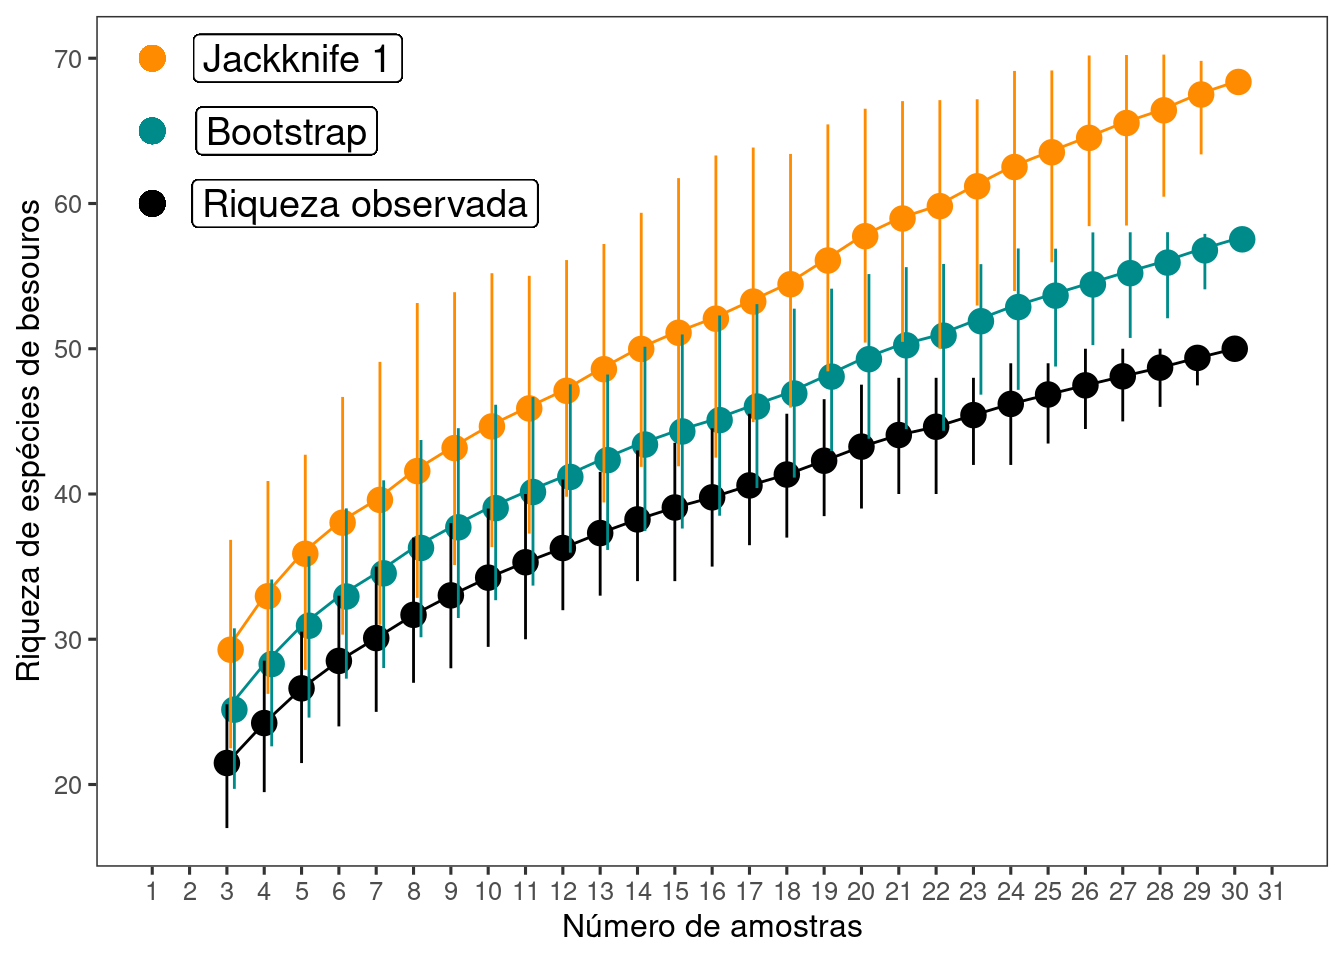 Jackknife 1
Bootstrap
Riqueza observada
Riqueza de espécies de besouros
70
60
50
40
30
20
1 2 3 4 5 6 7 8 9 10 11 12 13 14 15 16 17 18 19 20 21 22 23 24 25 26 27 28 29 30 31
Número de amostras